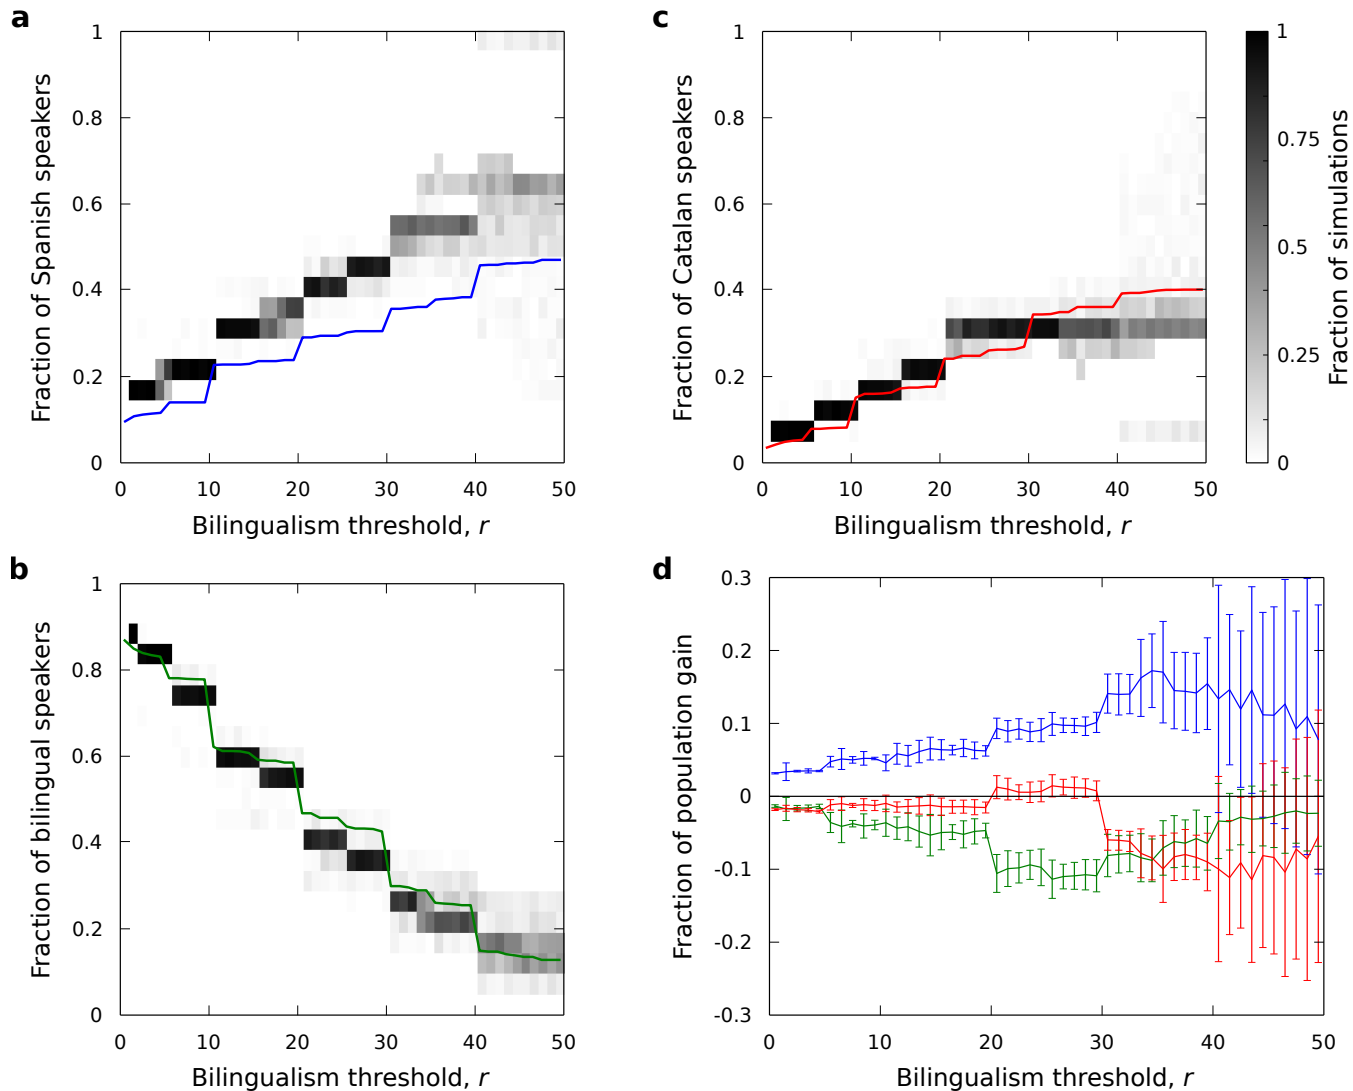 a
1
0.8
0.6
0.4
0.2
0
Fraction of Spanish speakers
0 10 20 30 40 50
Bilingualism threshold, r
c
1
0.8
0.6
0.4
0.2
0
Fraction of Catalan speakers
0 10 20 30 40 50
Bilingualism threshold, r
1
0.75
0.5
0.25
0
Fraction of simulations
b
1
0.8
0.6
0.4
0.2
0
Fraction of bilingual speakers
0 10 20 30 40 50
Bilingualism threshold, r
d
0.3
0.2
0.1
0
-0.1
-0.2
-0.3
Fraction of population gain
0 10 20 30 40 50
Bilingualism threshold, r